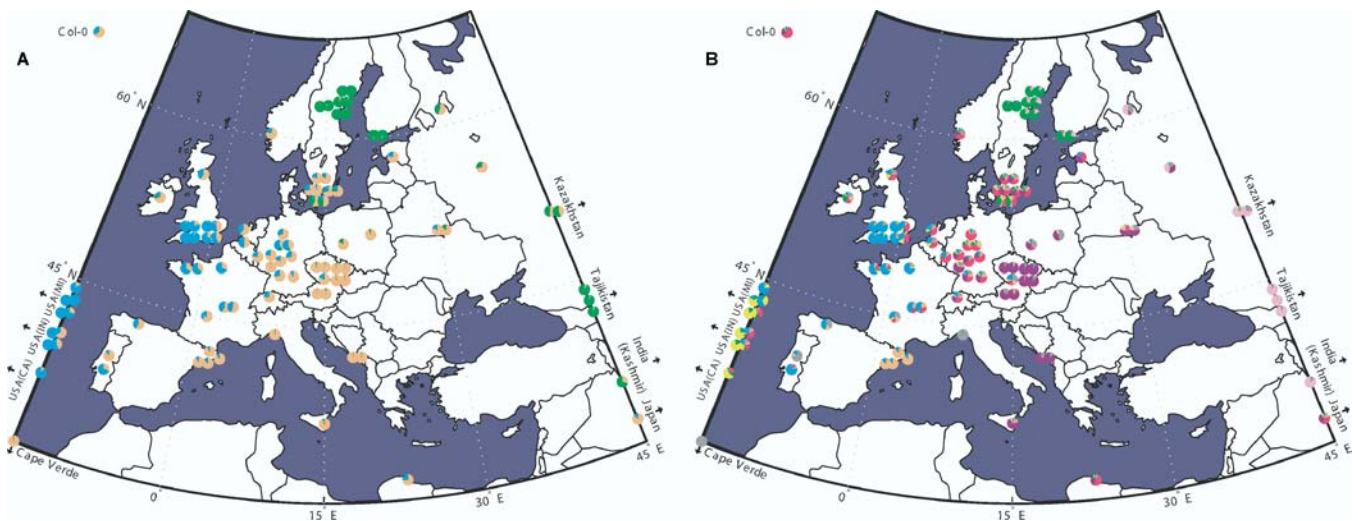 Col-0
A
60° N
45° N
USA(MI)
USA(IN)
USA(CA)
Cape Verde
0°
15° E
30° E
45° E
Kazakhstan
Tajikistan
India
(Kashmir)
Japan
Col-0
B
60° N
45° N
USA(MI)
USA(IN)
USA(CA)
Cape Verde
0°
15° E
30° E
45° E
Kazakhstan
Tajikistan
India
(Kashmir)
Japan